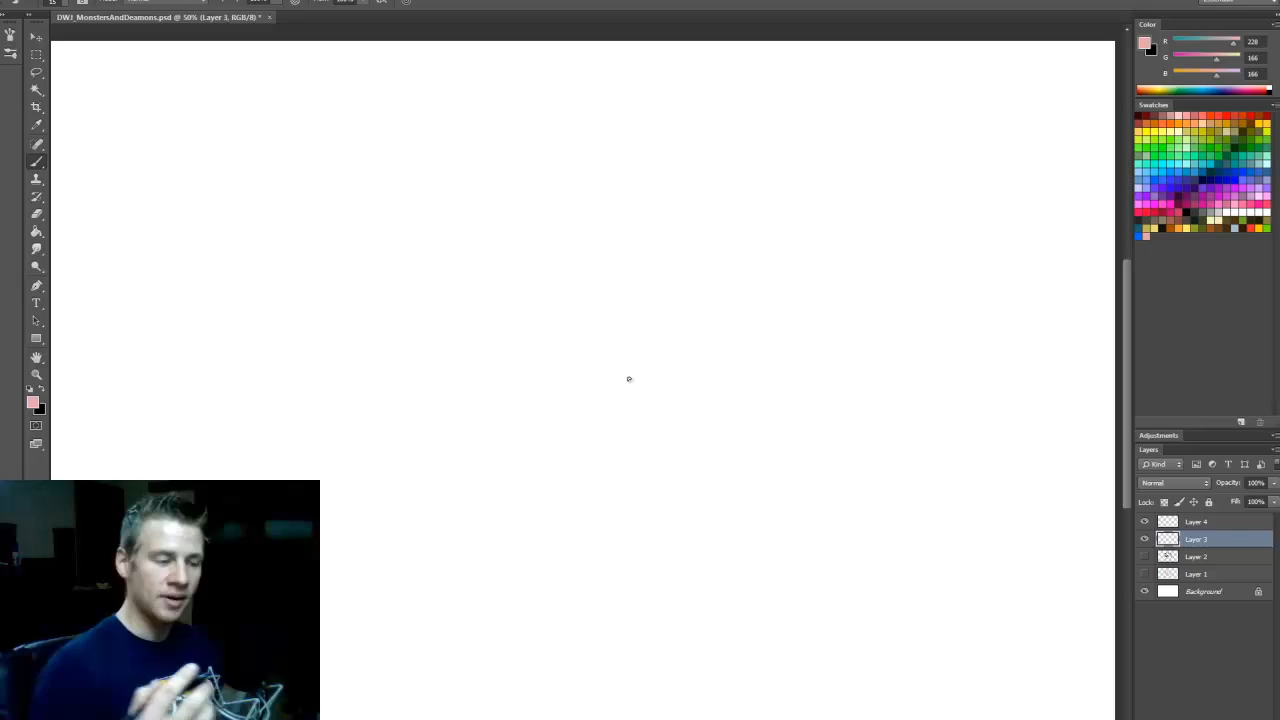 DWJ_MonstersAndDeamons.psd @ 50% (Layer 3, RGB/8) *
Color
R 228
G 166
B 166
Swatches
Adjustments
Layers
Kind
Normal Opacity: 100%
Lock: Fill: 100%
Layer 4
Layer 3
Layer 2
Layer 1
Background